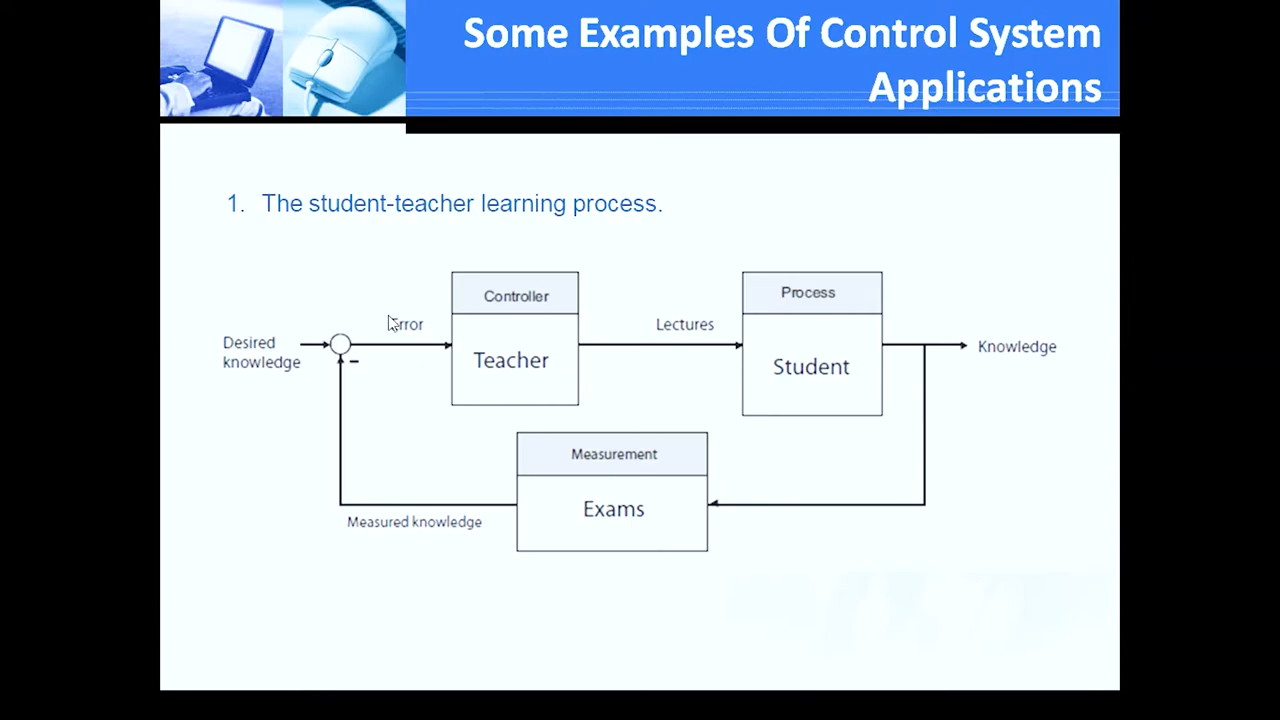 Some Examples Of Control System
Applications
1. The student-teacher learning process.
Controller
Process
Error
Lectures
Desired
knowledge
Teacher
Student
Knowledge
–
Measurement
Exams
Measured knowledge